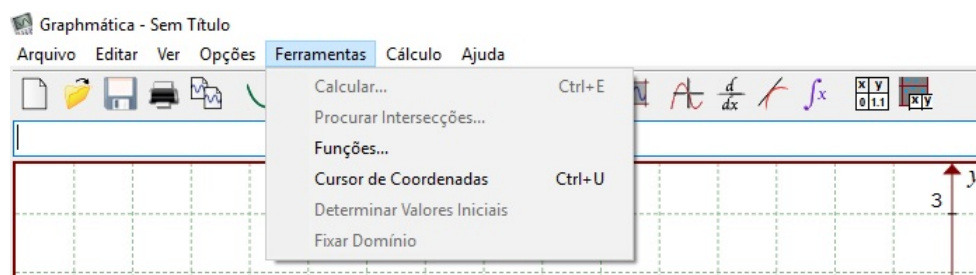 Graphmática - Sem Título
Arquivo Editar Ver Opções Ferramentas Cálculo Ajuda
Calcular... Ctrl+E
Procurar Intersecções...
Funções...
Cursor de Coordenadas Ctrl+U
Determinar Valores Iniciais
Fixar Domínio
d/dx ∫x x y 0 1.1 x y
y
3